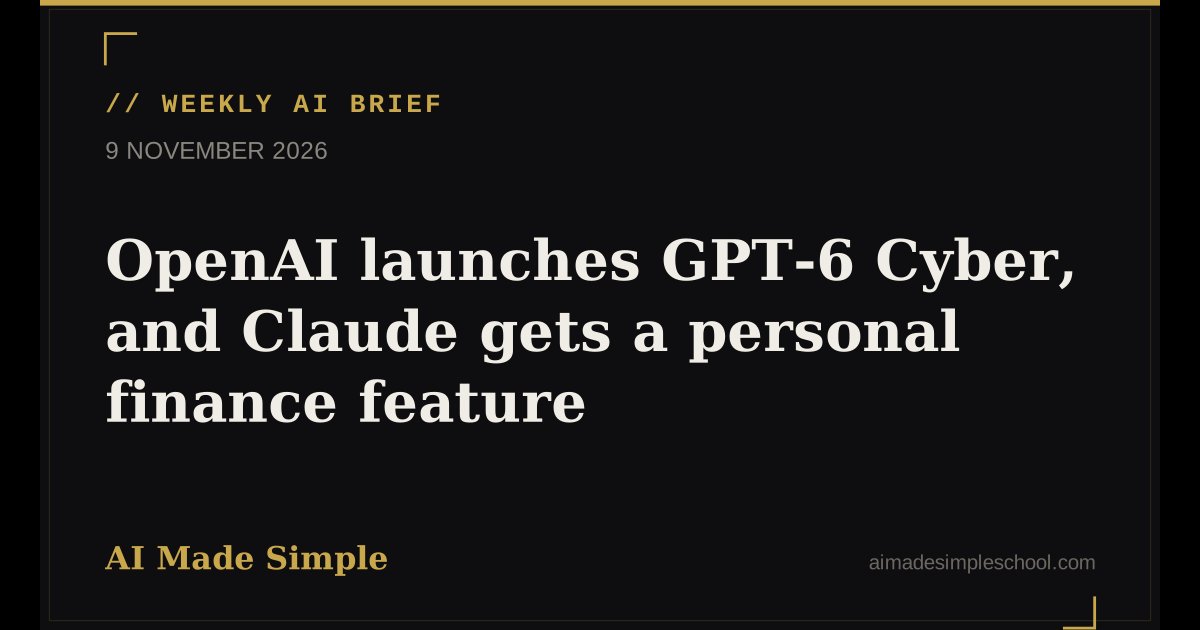 // WEEKLY AI BRIEF
9 NOVEMBER 2026
OpenAI launches GPT-6 Cyber,
and Claude gets a personal
finance feature
AI Made Simple
aimadesimpleschool.com